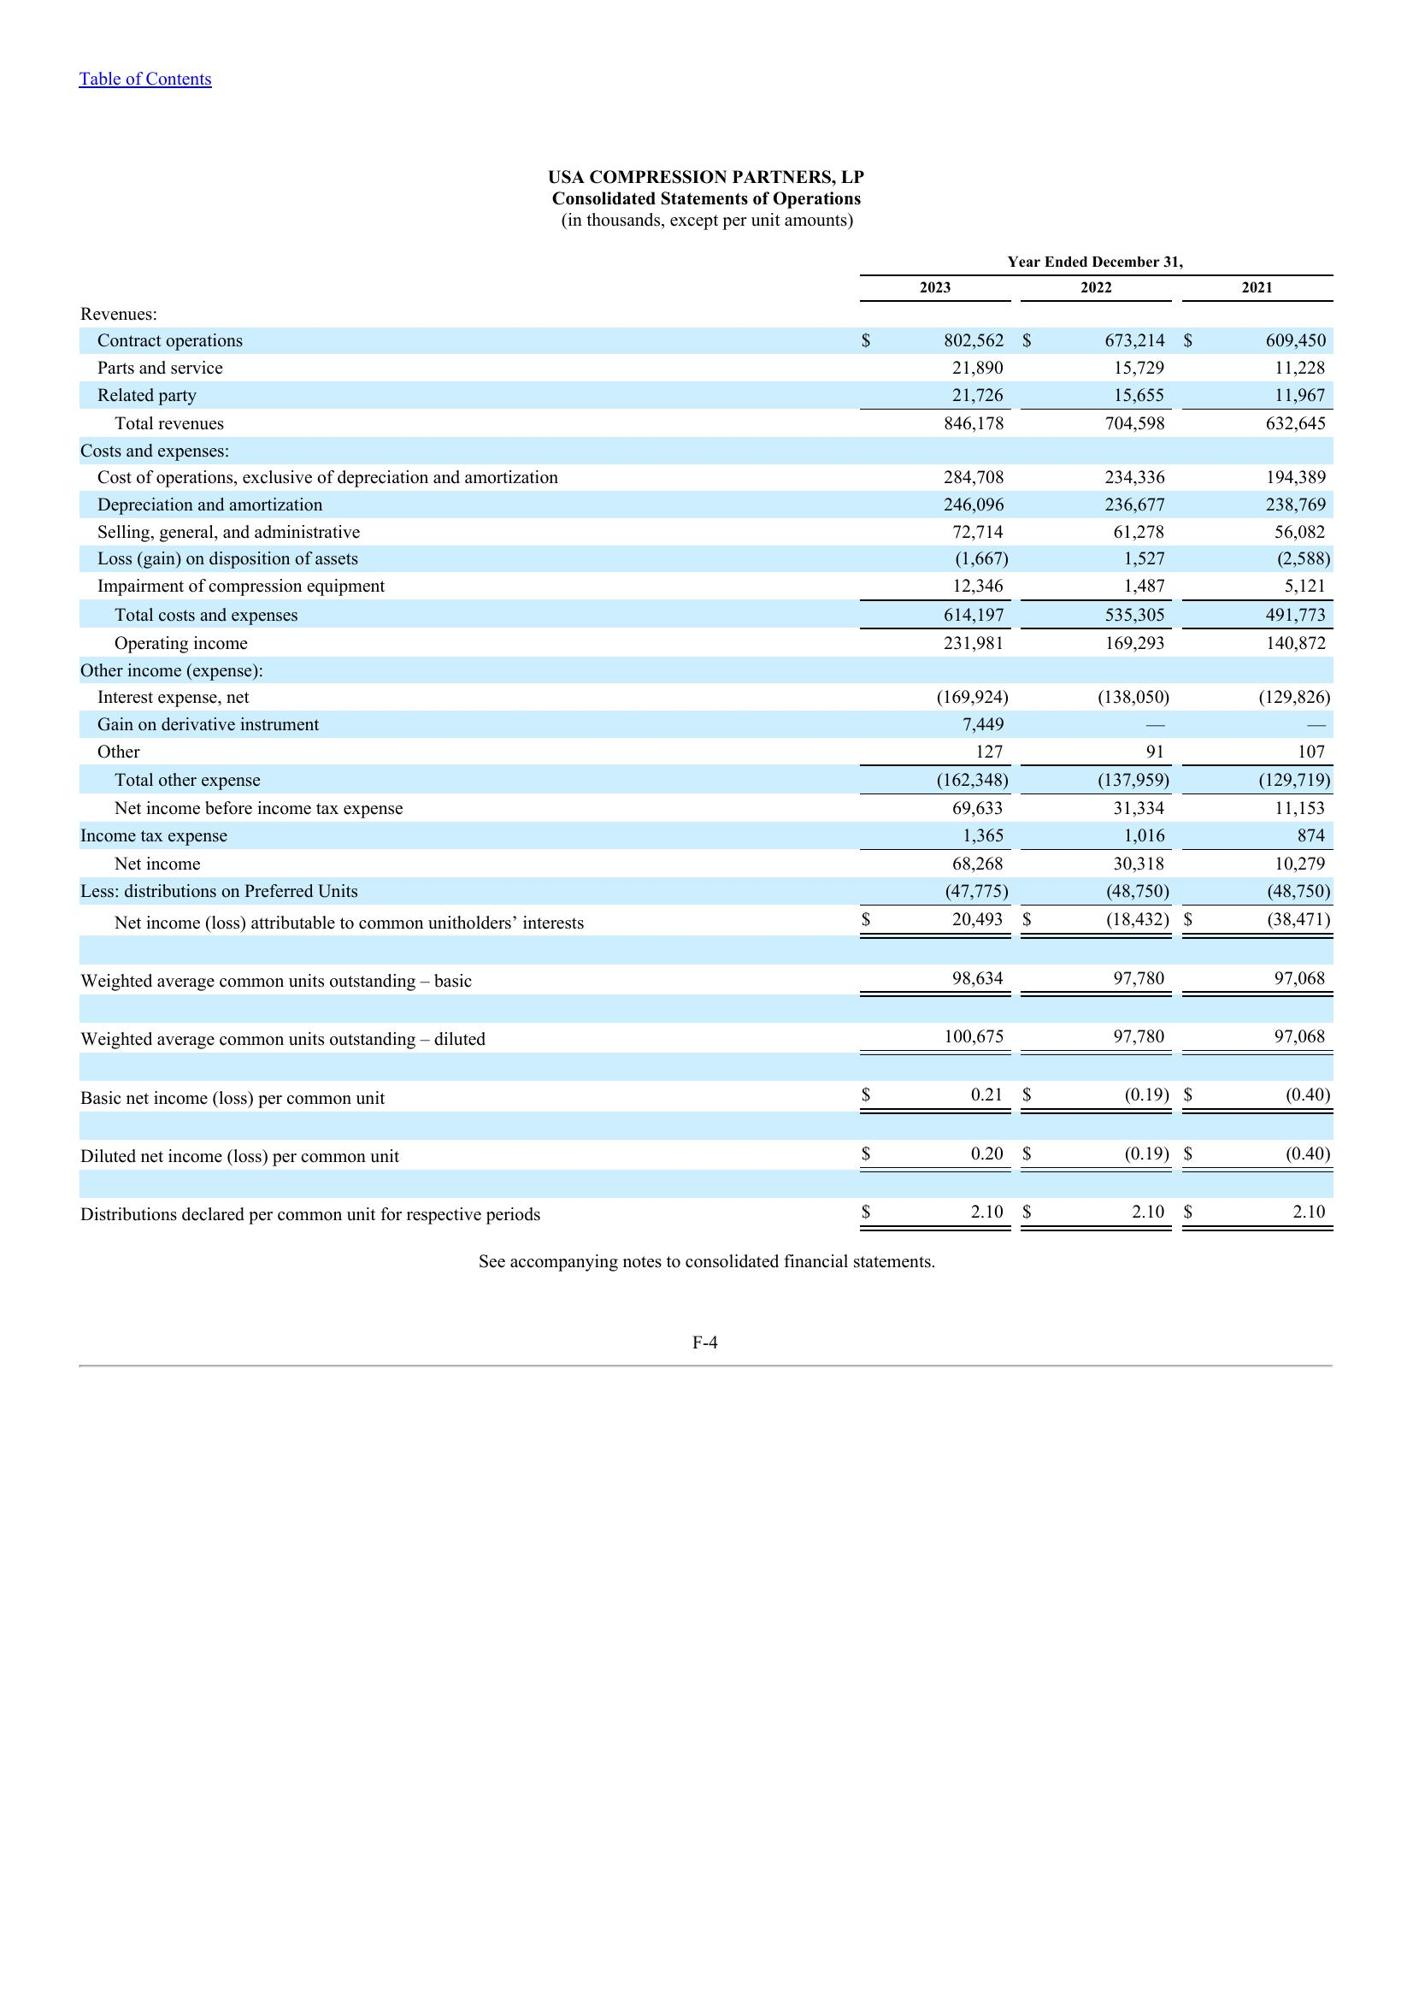 Table of Contents
USA COMPRESSION PARTNERS, LP
Consolidated Statements of Operations
(in thousands, except per unit amounts)
Year Ended December 31,
2023 2022 2021
Revenues:
Contract operations $ 802,562 $ 673,214 $ 609,450
Parts and service 21,890 15,729 11,228
Related party 21,726 15,655 11,967
Total revenues 846,178 704,598 632,645
Costs and expenses:
Cost of operations, exclusive of depreciation and amortization 284,708 234,336 194,389
Depreciation and amortization 246,096 236,677 238,769
Selling, general, and administrative 72,714 61,278 56,082
Loss (gain) on disposition of assets (1,667) 1,527 (2,588)
Impairment of compression equipment 12,346 1,487 5,121
Total costs and expenses 614,197 535,305 491,773
Operating income 231,981 169,293 140,872
Other income (expense):
Interest expense, net (169,924) (138,050) (129,826)
Gain on derivative instrument 7,449 — —
Other 127 91 107
Total other expense (162,348) (137,959) (129,719)
Net income before income tax expense 69,633 31,334 11,153
Income tax expense 1,365 1,016 874
Net income 68,268 30,318 10,279
Less: distributions on Preferred Units (47,775) (48,750) (48,750)
Net income (loss) attributable to common unitholders’ interests $ 20,493 $ (18,432) $ (38,471)
Weighted average common units outstanding – basic 98,634 97,780 97,068
Weighted average common units outstanding – diluted 100,675 97,780 97,068
Basic net income (loss) per common unit $ 0.21 $ (0.19) $ (0.40)
Diluted net income (loss) per common unit $ 0.20 $ (0.19) $ (0.40)
Distributions declared per common unit for respective periods $ 2.10 $ 2.10 $ 2.10
See accompanying notes to consolidated financial statements.
F-4